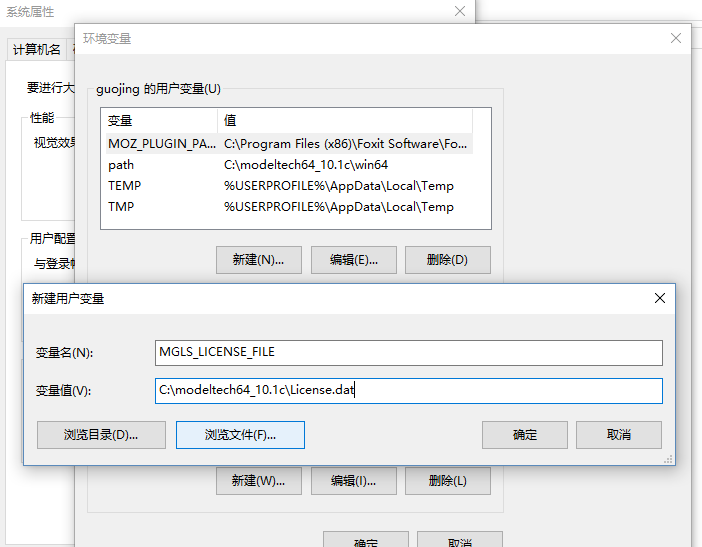 系统属性
环境变量
计算机名
要进行大
性能
视觉效果
用户配置
与登录帐
guojing 的用户变量(U)
变量 值
MOZ_PLUGIN_PA... C:\Program Files (x86)\Foxit Software\Fo...
path C:\modeltech64_10.1c\win64
TEMP %USERPROFILE%\AppData\Local\Temp
TMP %USERPROFILE%\AppData\Local\Temp
新建(N)... 编辑(E)... 删除(D)
新建用户变量
变量名(N): MGLS_LICENSE_FILE
变量值(V): C:\modeltech64_10.1c\License.dat
浏览目录(D)... 浏览文件(F)... 确定 取消
新建(W)... 编辑(I)... 删除(L)
确定 取消